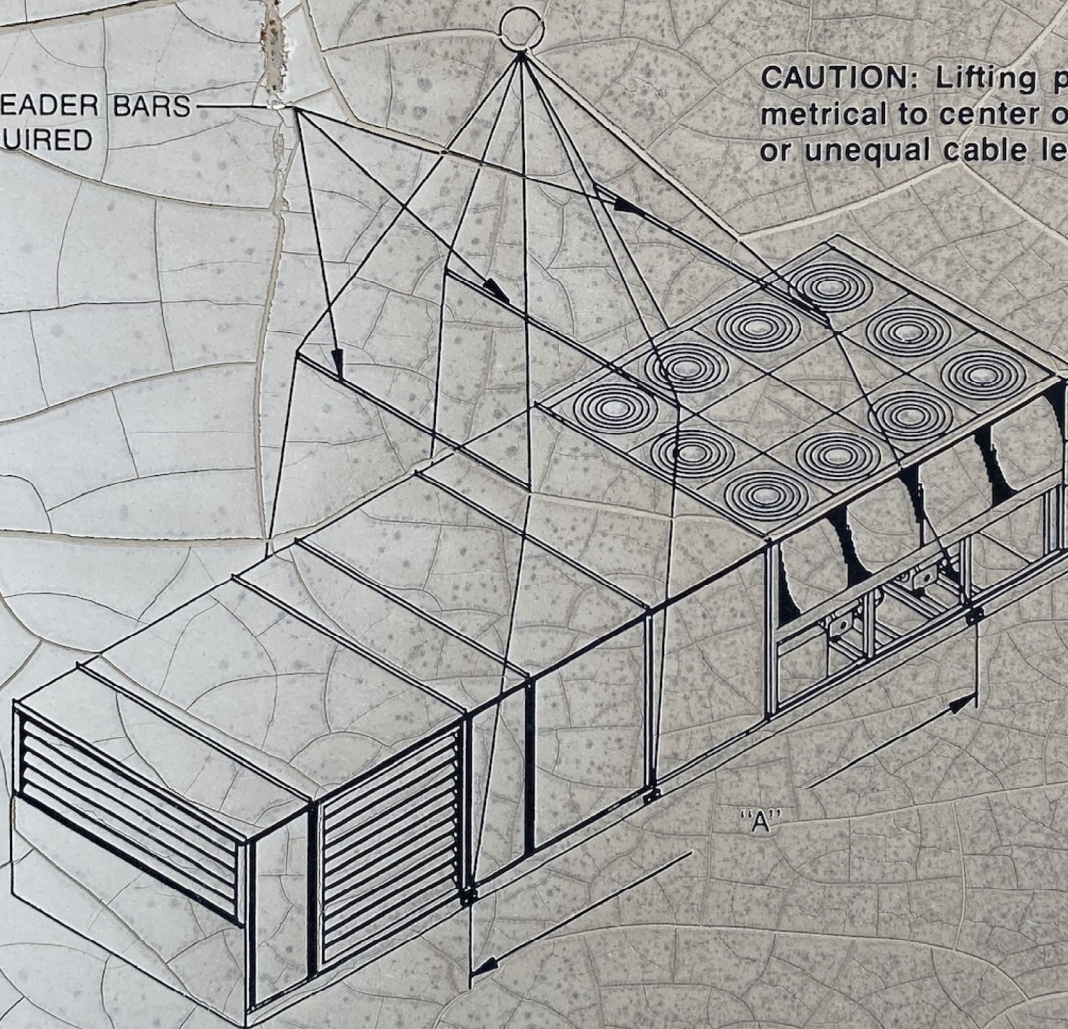 EADER BARS
UIRED
CAUTION: Lifting p
metrical to center o
or unequal cable le
"A"